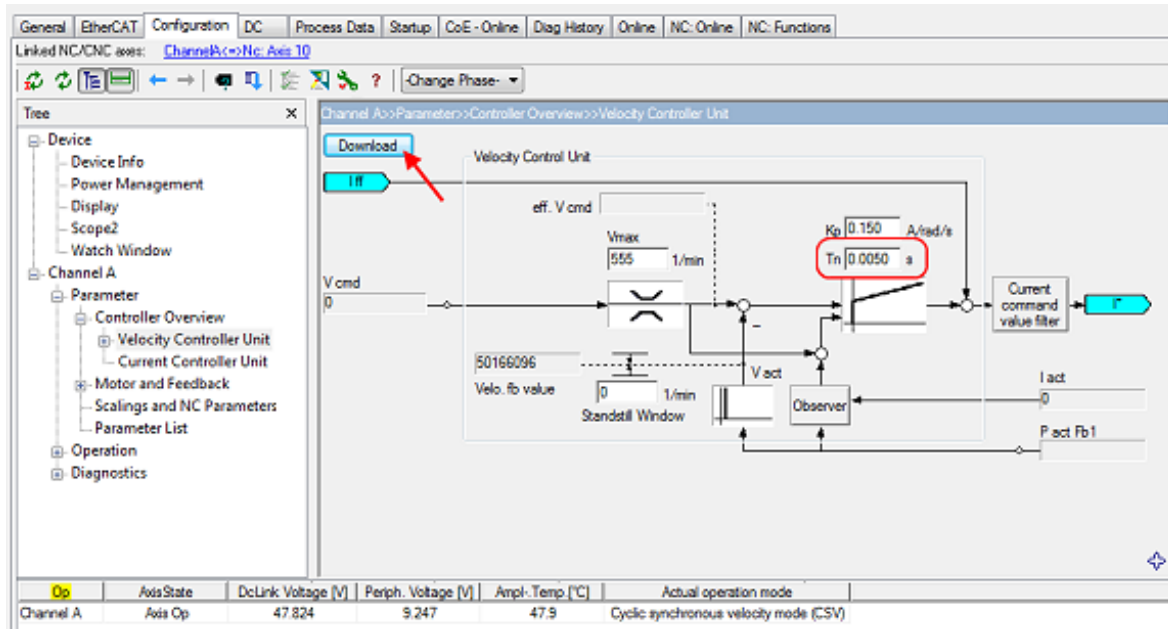 General EtherCAT Configuration DC Process Data Startup CoE - Online Diag History Online NC: Online NC: Functions
Linked NC/CNC axes: ChannelA<=>Nc: Axis 10
? -Change Phase-
Tree x
Channel A>>Parameter>>Controller Overview>>Velocity Controller Unit
Device
Device Info
Power Management
Display
Scope2
Watch Window
Channel A
Parameter
Controller Overview
Velocity Controller Unit
Current Controller Unit
Motor and Feedback
Scalings and NC Parameters
Parameter List
Operation
Diagnostics
Download
Velocity Control Unit
I ff
eff. V cmd
Vmax
555 1/min
Kp 0.150 A/rad/s
Tn 0.0050 s
V cmd
0
Current
command
value filter
I*
50166096
Velo. fb value
0 1/min
Standstill Window
V act
Observer
I act
0
P act Fb1
Op AxisState DcLink Voltage [V] Periph. Voltage [V] Ampl-.Temp.[°C] Actual operation mode
Channel A Axis Op 47.824 9.247 47.9 Cyclic synchronous velocity mode (CSV)